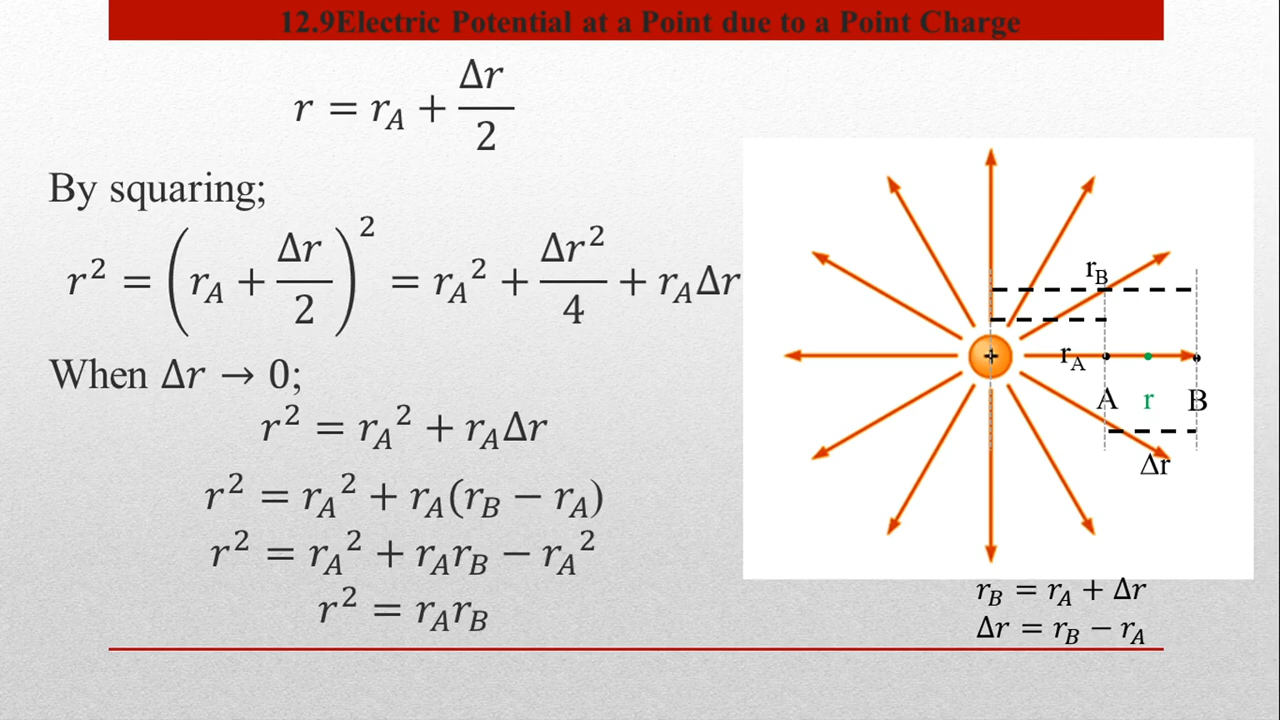 12.9Electric Potential at a Point due to a Point Charge
r = r_A + Δr/2
By squaring;
r² = (r_A + Δr/2)² = r_A² + Δr²/4 + r_AΔr
When Δr → 0;
r² = r_A² + r_AΔr
r² = r_A² + r_A(r_B − r_A)
r² = r_A² + r_Ar_B − r_A²
r² = r_Ar_B
r_B
+
r_A
A r B
Δr
r_B = r_A + Δr
Δr = r_B − r_A